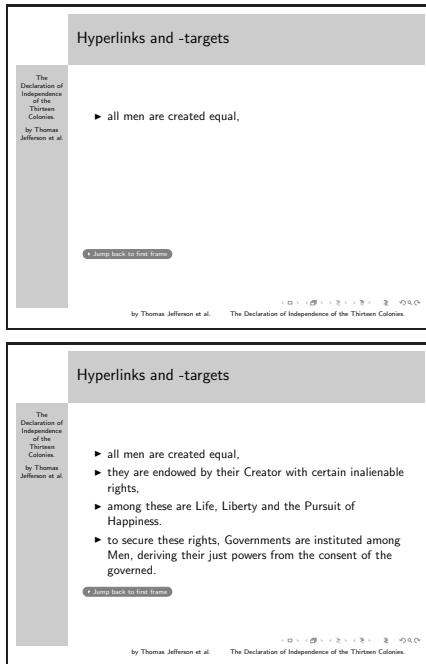 Hyperlinks and -targets
The
Declaration of
Independence
of the
Thirteen
Colonies.
by Thomas
Jefferson et al.
► all men are created equal,
Jump back to first frame
by Thomas Jefferson et al. The Declaration of Independence of the Thirteen Colonies.
Hyperlinks and -targets
The
Declaration of
Independence
of the
Thirteen
Colonies.
by Thomas
Jefferson et al.
► all men are created equal,
► they are endowed by their Creator with certain inalienable
rights,
► among these are Life, Liberty and the Pursuit of
Happiness.
► to secure these rights, Governments are instituted among
Men, deriving their just powers from the consent of the
governed.
Jump back to first frame
by Thomas Jefferson et al. The Declaration of Independence of the Thirteen Colonies.